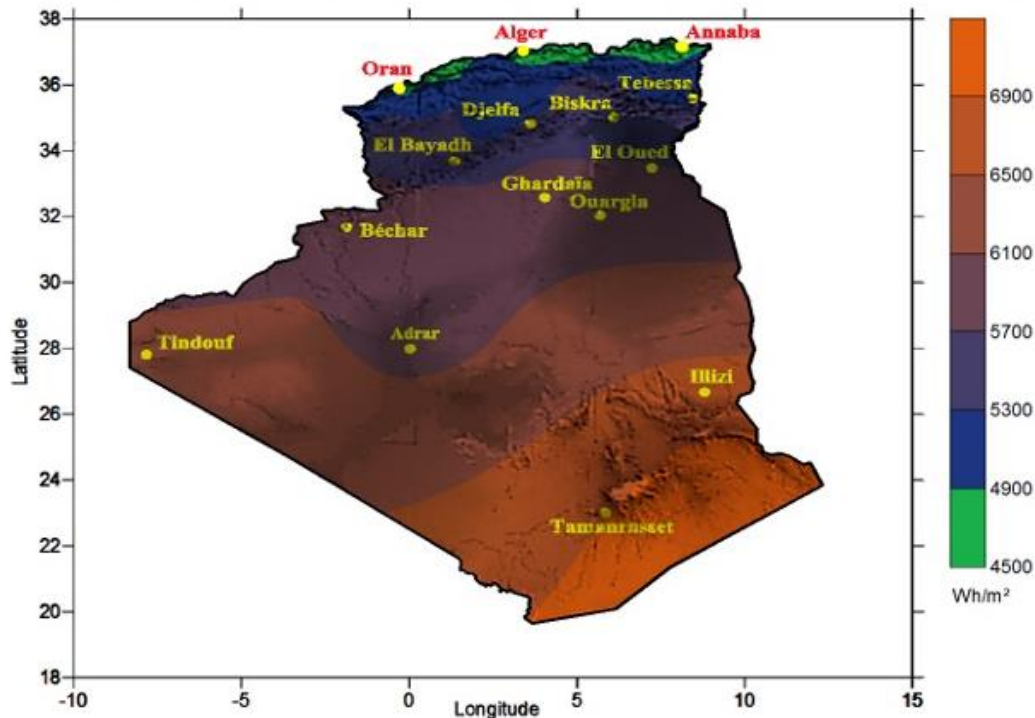 38
36
34
32
30
28
26
24
22
20
18
Latitude
-10
-5
0
5
10
15
Longitude
Oran
Alger
Annaba
Tebessa
Biskra
Djelfa
El Bayadh
El Oued
Ghardaïa
Ouargla
Béchar
Adrar
Tindouf
Illizi
Tamanrasset
6900
6500
6100
5700
5300
4900
4500
Wh/m²